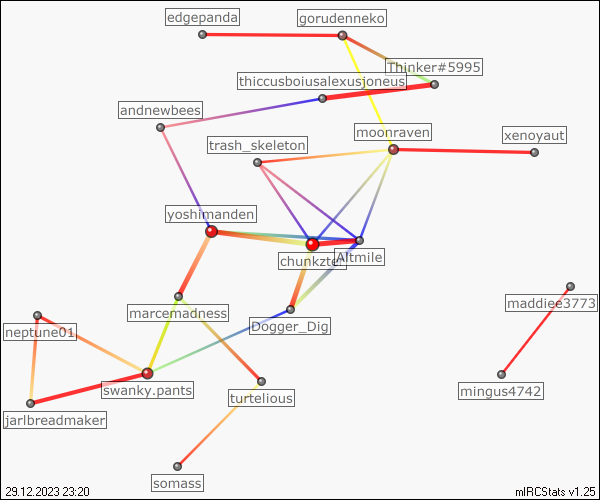 edgepanda
gorudenneko
Thinker#5995
thiccusboiusalexusjoneus
andnewbees
moonraven
xenoyaut
trash_skeleton
yoshimanden
chunkzter
Altmile
maddiee3773
marcemadness
Dogger_Dig
neptune01
swanky.pants
mingus4742
turtelious
jarlbreadmaker
somass
29.12.2023 23:20
mIRCStats v1.25